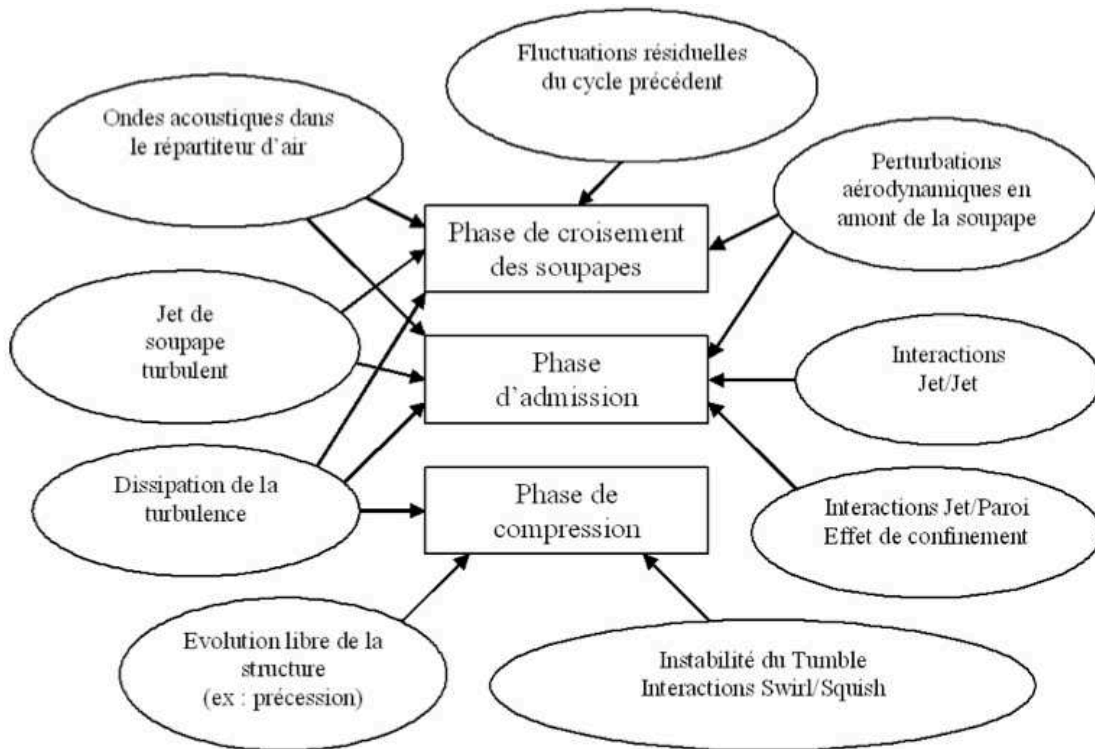 Fluctuations résiduelles
du cycle précédent
Ondes acoustiques dans
le répartiteur d'air
Perturbations
aérodynamiques en
amont de la soupape
Phase de croisement
des soupapes
Jet de
soupape
turbulent
Phase
d'admission
Interactions
Jet/Jet
Dissipation de la
turbulence
Phase de
compression
Interactions Jet/Paroi
Effet de confinement
Evolution libre de la
structure
(ex : précession)
Instabilité du Tumble
Interactions Swirl/Squish